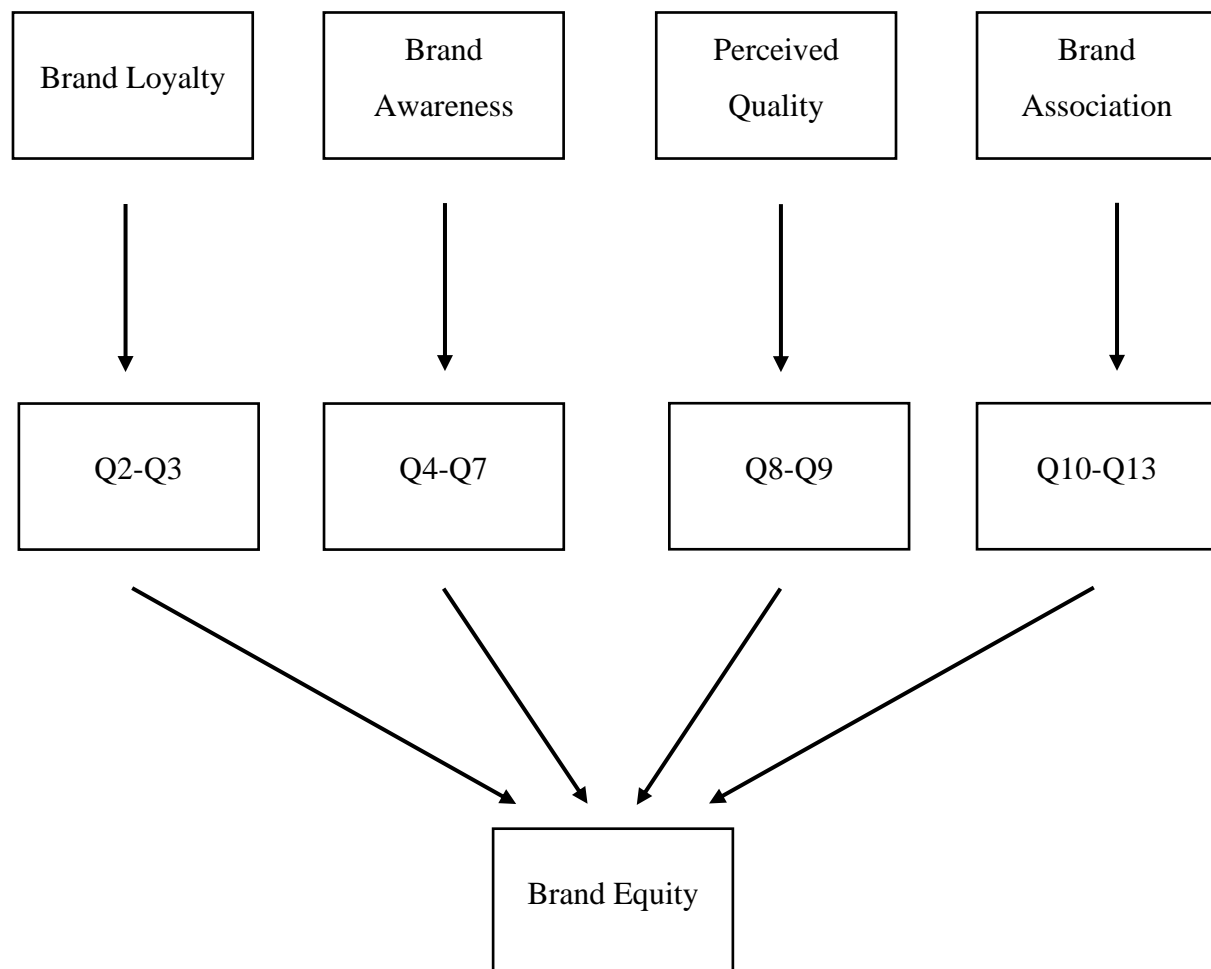 Brand Loyalty
Brand
Awareness
Perceived
Quality
Brand
Association
Q2-Q3
Q4-Q7
Q8-Q9
Q10-Q13
Brand Equity